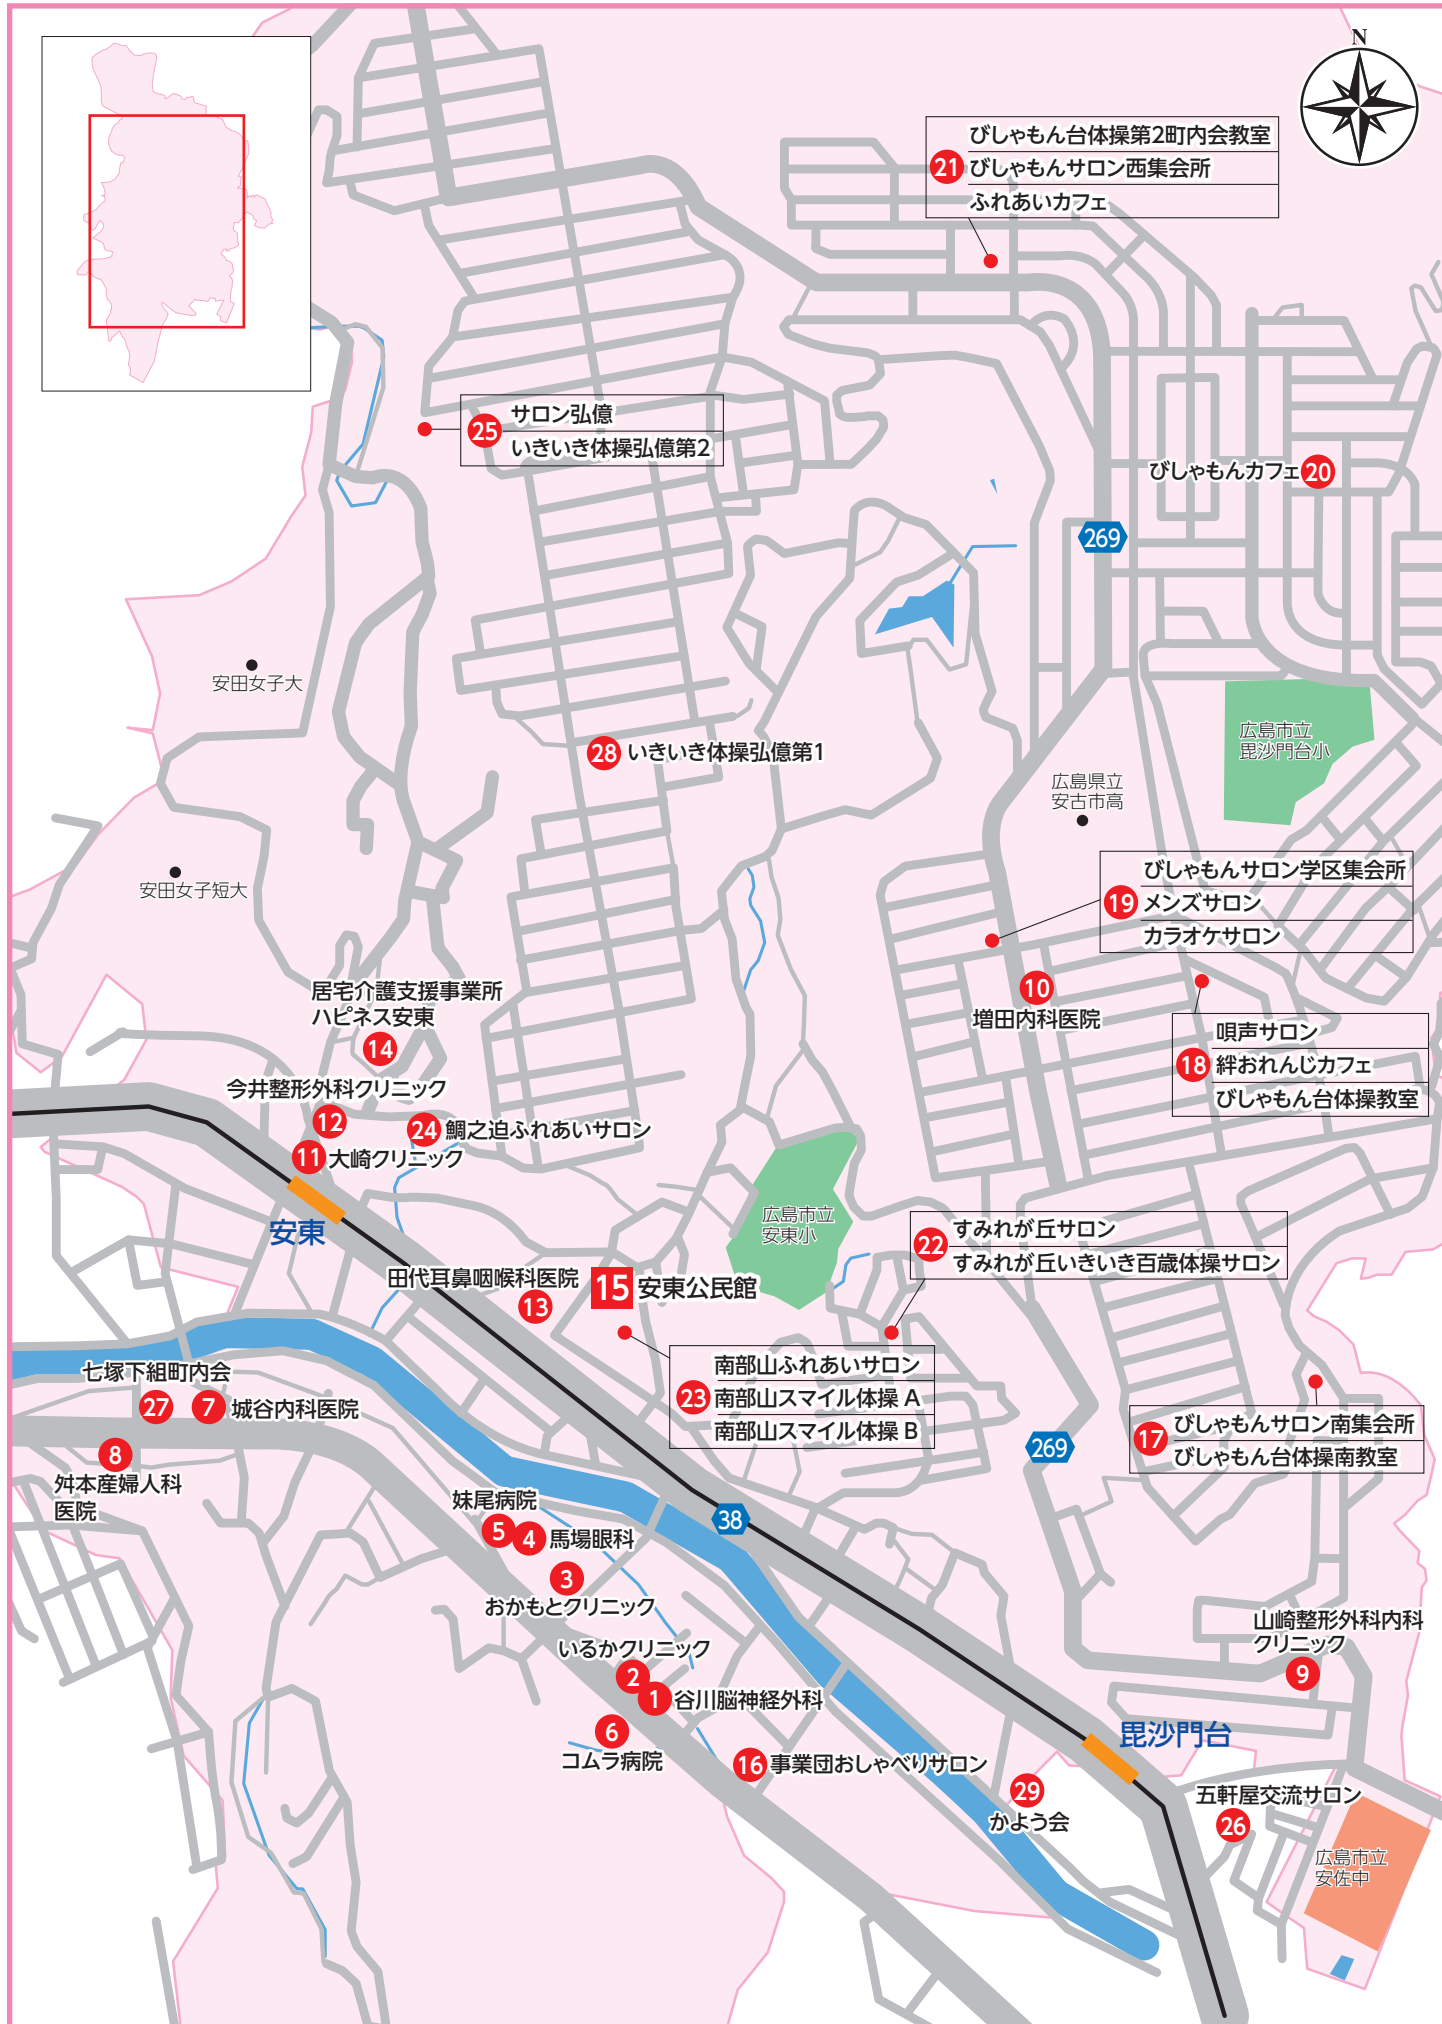 N
びしゃもん台体操第2町内会教室
21
びしゃもんサロン西集会所
ふれあいカフェ
サロン弘億
25
いきいき体操弘億第2
びしゃもんカフェ
20
269
安田女子大
広島市立
毘沙門台小
28
いきいき体操弘億第1
広島県立
安古市高
安田女子短大
びしゃもんサロン学区集会所
19
メンズサロン
カラオケサロン
10
増田内科医院
居宅介護支援事業所
ハピネス安東
14
唄声サロン
18
絆おれんじカフェ
びしゃもん台体操教室
今井整形外科クリニック
12
24
鯛之迫ふれあいサロン
11
大崎クリニック
安東
広島市立
安東小
すみれが丘サロン
22
すみれが丘いきいき百歳体操サロン
田代耳鼻咽喉科医院
13
15
安東公民館
南部山ふれあいサロン
23
南部山スマイル体操 A
南部山スマイル体操 B
七塚下組町内会
27
7
城谷内科医院
8
舛本産婦人科
医院
びしゃもんサロン南集会所
17
びしゃもん台体操南教室
269
妹尾病院
5
4
馬場眼科
38
3
おかもとクリニック
いるかクリニック
2
1
谷川脳神経外科
6
コムラ病院
16
事業団おしゃべりサロン
山崎整形外科内科
クリニック
9
毘沙門台
29
かよう会
五軒屋交流サロン
26
広島市立
安佐中